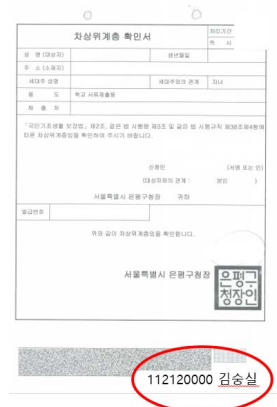 차상위계층 확인서
처리기간
즉 시
성 명 (대상자)
생년월일
주 소 (소재지)
세대주 성명
세대주와의 관계
자녀
용 도
학교 서류제출용
제 출 처
「국민기초생활 보장법」 제2조, 같은 법 시행령 제3조 및 같은 법 시행규칙 제38조제4항에
따른 차상위계층임을 확인하여 주시기 바랍니다.
신청인 (서명 또는 인)
(대상자와의 관계 : 본인 )
서울특별시 은평구청장 귀하
발급번호
위와 같이 차상위계층임을 확인합니다.
서울특별시 은평구청장
은평구
청장인
112120000 김숭실